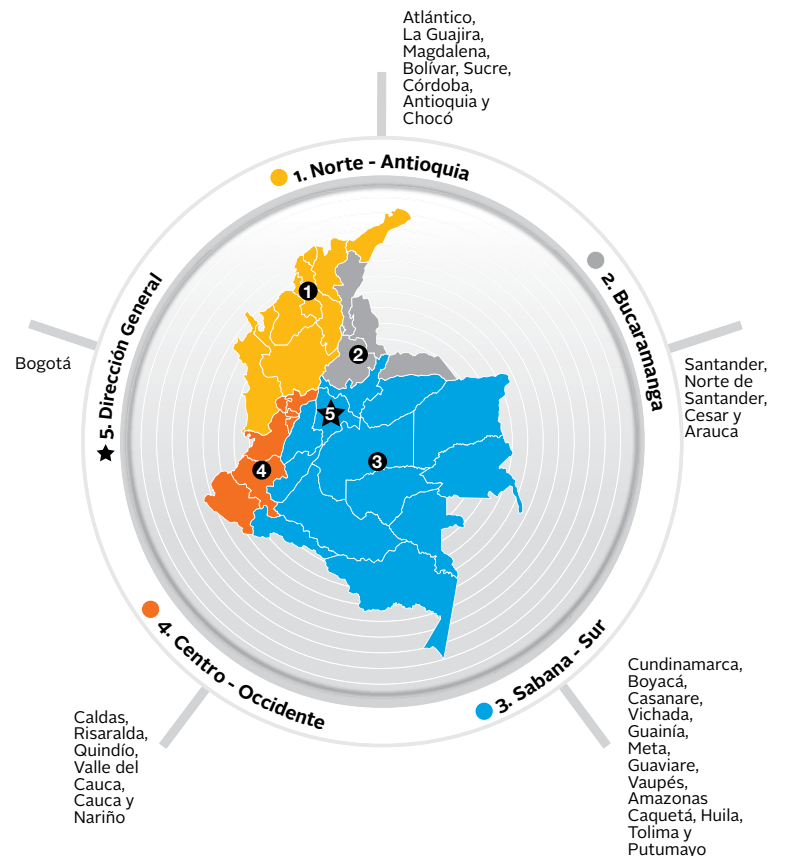 Atlántico,
La Guajira,
Magdalena,
Bolívar, Sucre,
Córdoba,
Antioquia y
Chocó
1. Norte - Antioquia
2. Bucaramanga
Santander,
Norte de
Santander,
Cesar y
Arauca
5. Dirección General
Bogotá
1
2
5
3
4
4. Centro - Occidente
Caldas,
Risaralda,
Quindío,
Valle del
Cauca,
Cauca y
Nariño
3. Sabana - Sur
Cundinamarca,
Boyacá,
Casanare,
Vichada,
Guainía,
Meta,
Guaviare,
Vaupés,
Amazonas
Caquetá, Huila,
Tolima y
Putumayo